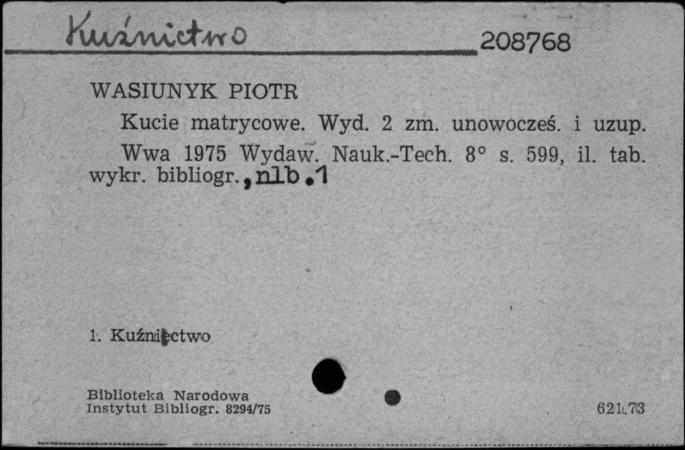 Kuźnictwo
208768
WASIUNYK PIOTR
Kucie matrycowe. Wyd. 2 zm. unowocześ. i uzup.
Wwa 1975 Wydaw. Nauk.-Tech. 8° s. 599, il. tab.
wykr. bibliogr., nlb.1
1. Kuźnictwo
Biblioteka Narodowa
Instytut Bibliogr. 8294/75
621.73